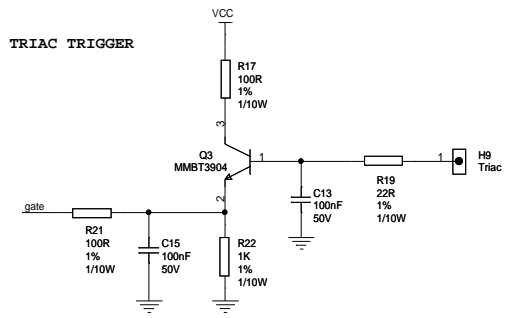 VCC
TRIAC TRIGGER
R17
100R
1%
1/10W
3
Q3
MMBT3904
1
1
H9
Triac
R19
22R
1%
1/10W
C13
100nF
50V
2
gate
R21
100R
1%
1/10W
C15
100nF
50V
R22
1K
1%
1/10W